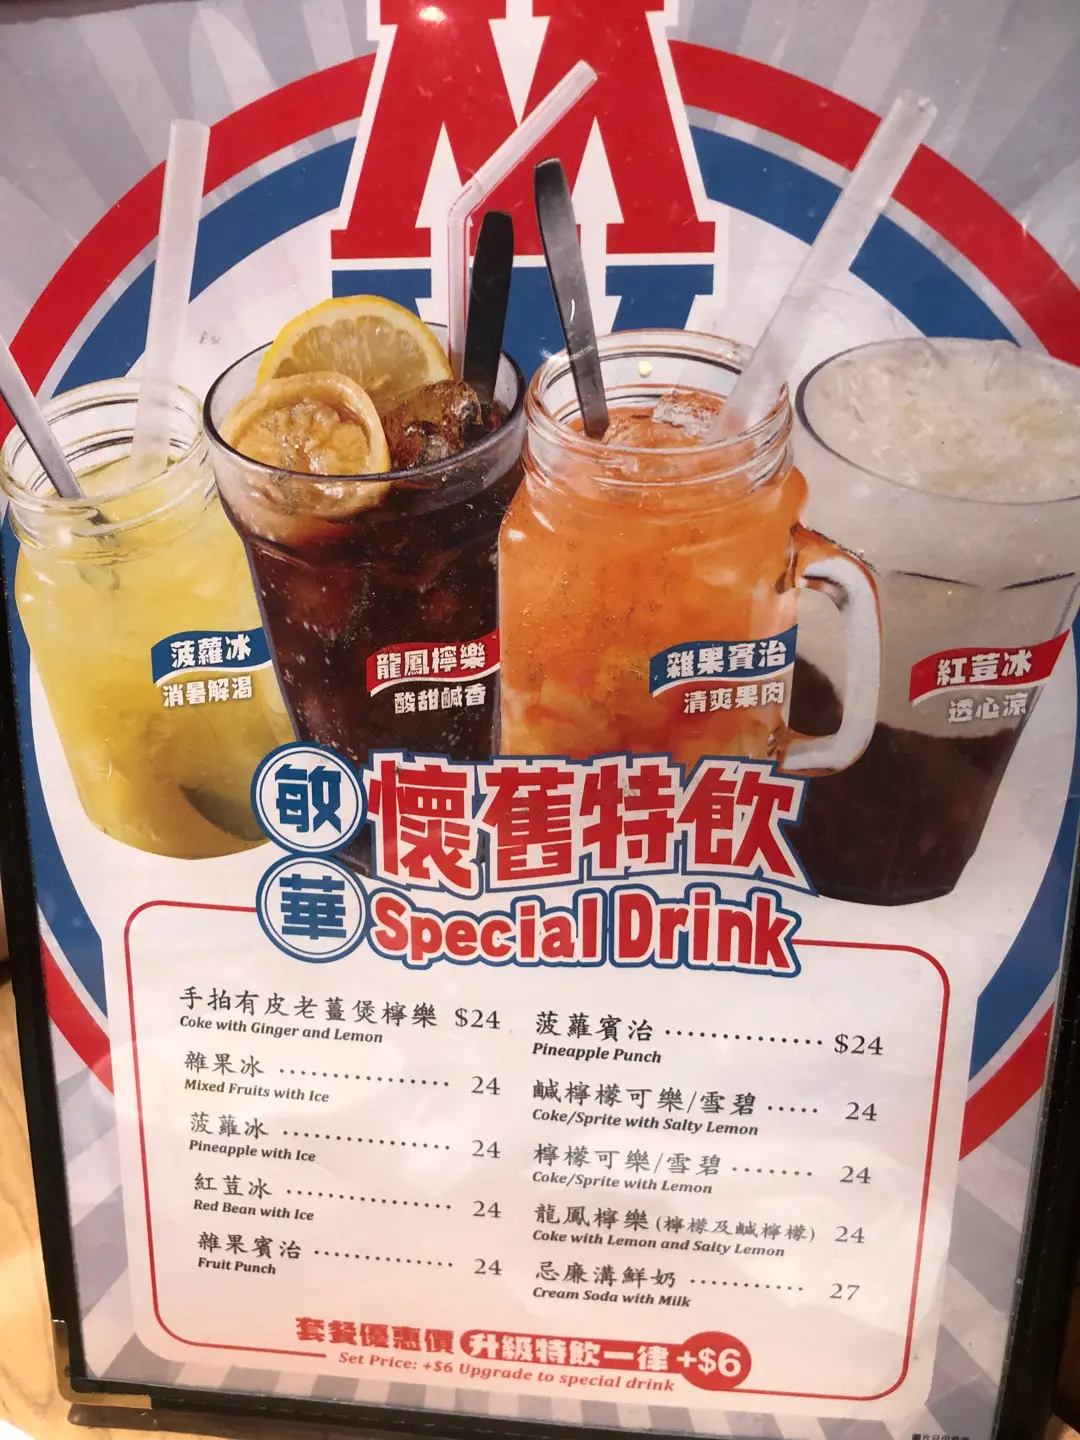 M
菠蘿冰
消暑解渴
龍鳳檸樂
酸甜鹹香
雜果賓治
清爽果肉
紅荳冰
透心涼
敏華
懷舊特飲
Special Drink
手拍有皮老薑煲檸樂 $24
Coke with Ginger and Lemon
雜果冰 ................ 24
Mixed Fruits with Ice
菠蘿冰 ................ 24
Pineapple with Ice
紅荳冰 ................ 24
Red Bean with Ice
雜果賓治 ............. 24
Fruit Punch
菠蘿賓治 .............. $24
Pineapple Punch
鹹檸檬可樂/雪碧 ..... 24
Coke/Sprite with Salty Lemon
檸檬可樂/雪碧 ....... 24
Coke/Sprite with Lemon
龍鳳檸樂 (檸檬及鹹檸檬) 24
Coke with Lemon and Salty Lemon
忌廉溝鮮奶 .......... 27
Cream Soda with Milk
套餐優惠價 升級特飲一律 +$6
Set Price: +$6 Upgrade to special drink